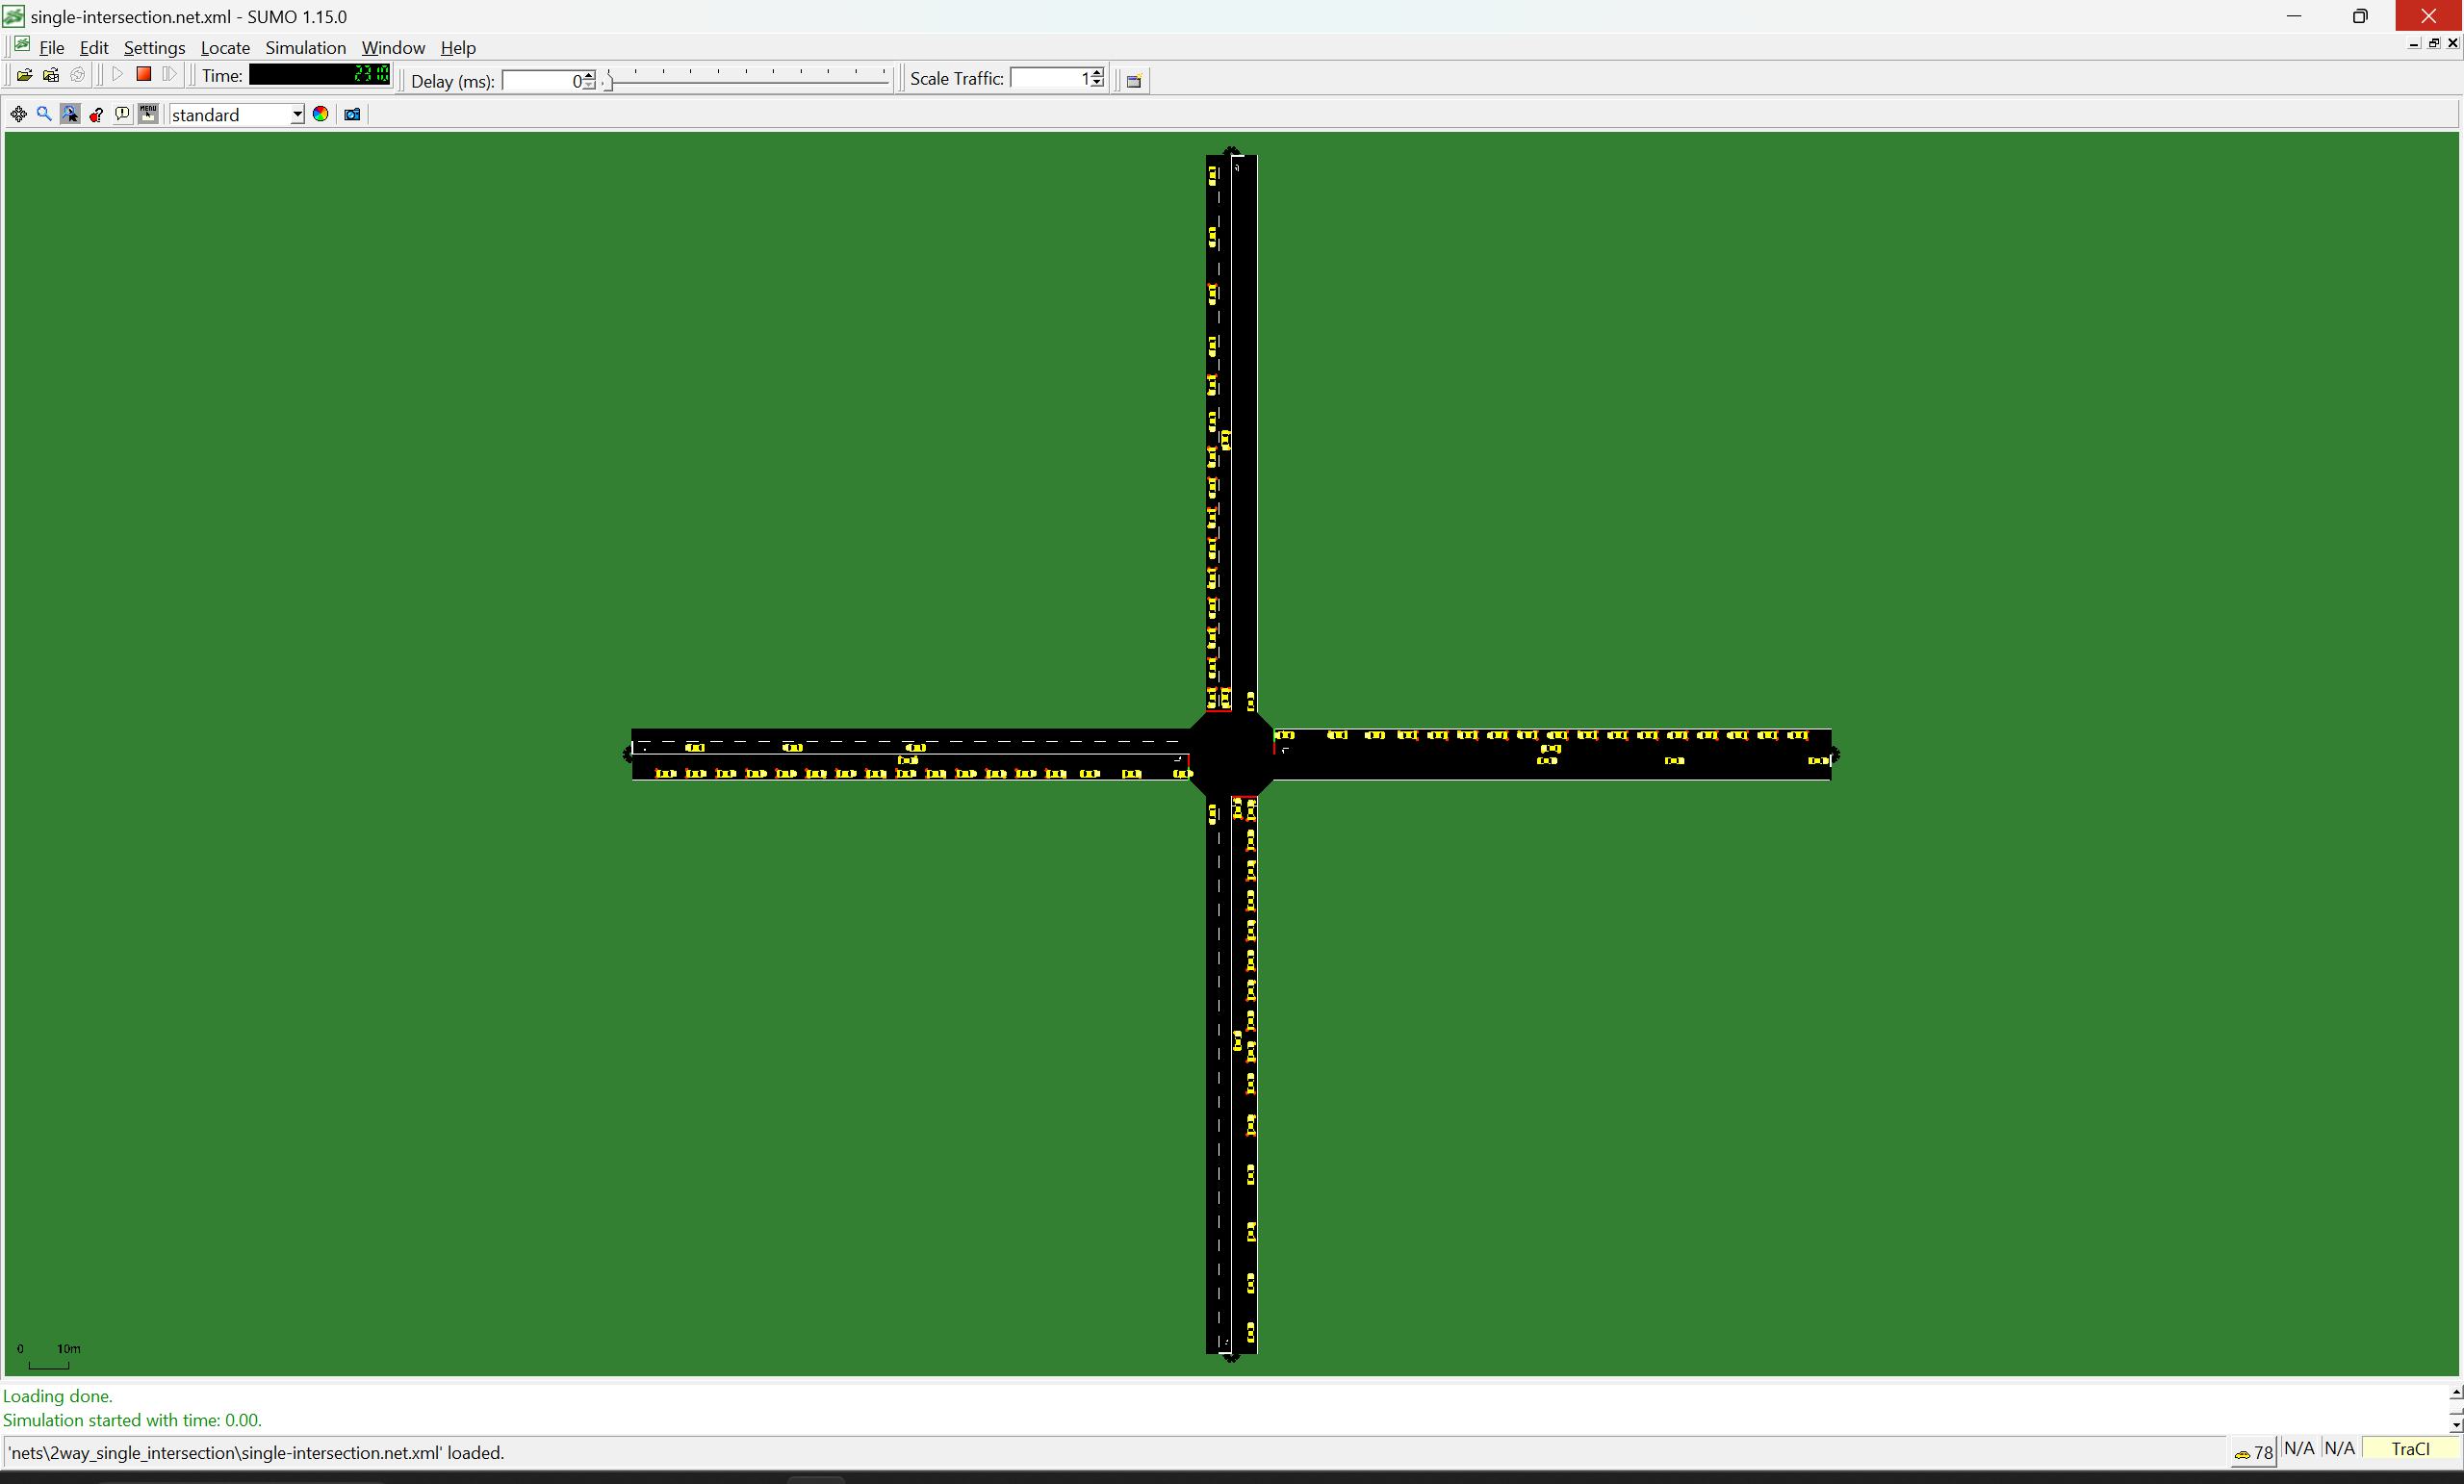 single-intersection.net.xml - SUMO 1.15.0
File Edit Settings Locate Simulation Window Help
Time: 2310 Delay (ms): 0 Scale Traffic: 1
MENU standard
0 10m
Loading done.
Simulation started with time: 0.00.
'nets\2way_single_intersection\single-intersection.net.xml' loaded. 78 N/A N/A TraCI